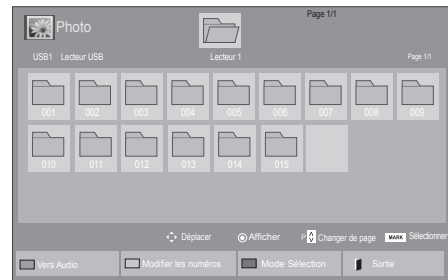 Photo
Page 1/1
USB1 Lecteur USB
Lecteur 1
Page 1/1
001 002 003 004 005 006 007 008 009
010 011 012 013 014 015
Déplacer Afficher P Changer de page MARK Sélectionner
Vers Audio Modifier les numéros Mode Sélection Sortie